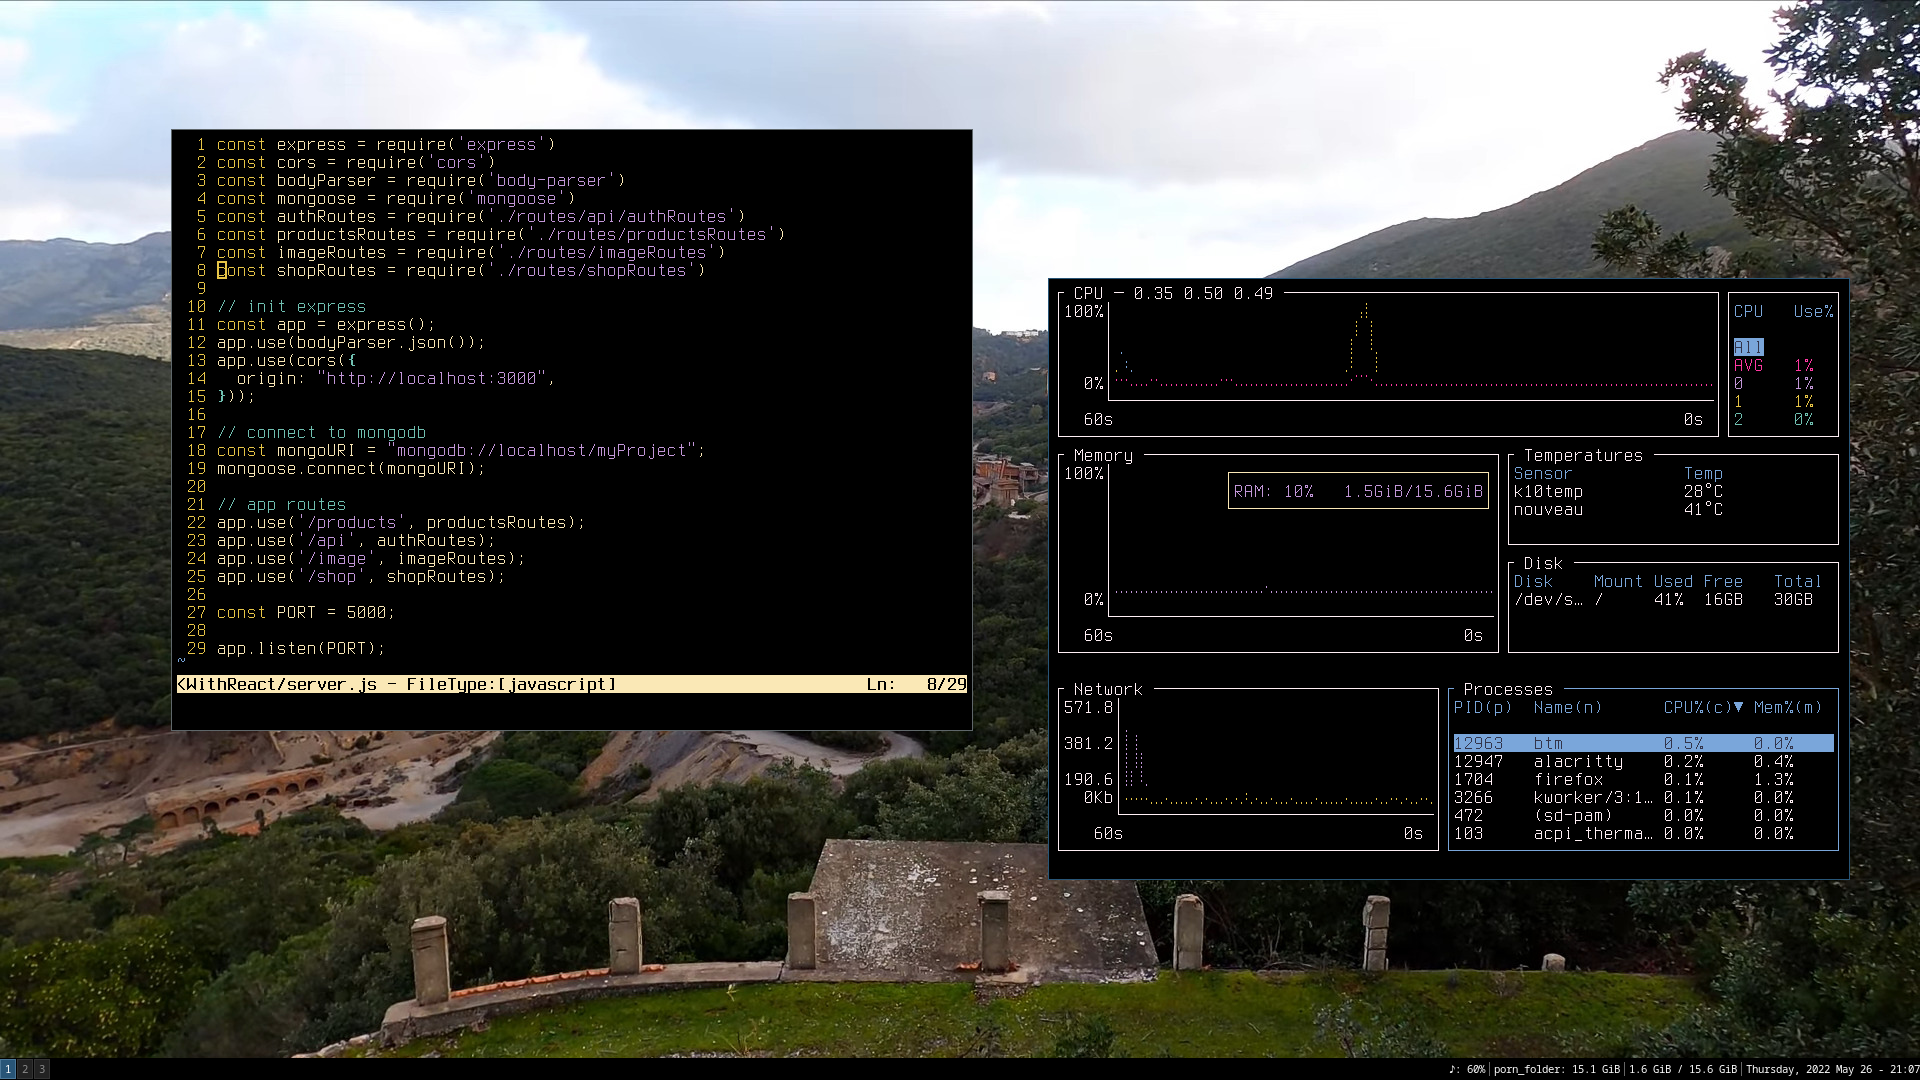 1 const express = require('express')
2 const cors = require('cors')
3 const bodyParser = require('body-parser')
4 const mongoose = require('mongoose')
5 const authRoutes = require('./routes/api/authRoutes')
6 const productsRoutes = require('./routes/productsRoutes')
7 const imageRoutes = require('./routes/imageRoutes')
8 const shopRoutes = require('./routes/shopRoutes')
9
10 // init express
11 const app = express();
12 app.use(bodyParser.json());
13 app.use(cors({
14   origin: "http://localhost:3000",
15 }));
16
17 // connect to mongodb
18 const mongoURI = "mongodb://localhost/myProject";
19 mongoose.connect(mongoURI);
20
21 // app routes
22 app.use('/products', productsRoutes);
23 app.use('/api', authRoutes);
24 app.use('/image', imageRoutes);
25 app.use('/shop', shopRoutes);
26
27 const PORT = 5000;
28
29 app.listen(PORT);
~
<WithReact/server.js - FileType:[javascript] Ln: 8/29
CPU — 0.35 0.50 0.49
100%
0%
60s 0s
CPU Use%
All
AVG 1%
0 1%
1 1%
2 0%
Memory
100%
RAM: 10% 1.5GiB/15.6GiB
0%
60s 0s
Temperatures
Sensor Temp
k10temp 28°C
nouveau 41°C
Disk
Disk Mount Used Free Total
/dev/s… / 41% 16GB 30GB
Network
571.8
381.2
190.6
0Kb
60s 0s
Processes
PID(p) Name(n) CPU%(c)▼ Mem%(m)
12963 btm 0.5% 0.0%
12947 alacritty 0.2% 0.4%
1704 firefox 0.1% 1.3%
3266 kworker/3:1… 0.1% 0.0%
472 (sd-pam) 0.0% 0.0%
103 acpi_therma… 0.0% 0.0%
1 2 3
♪: 60% | porn_folder: 15.1 GiB | 1.6 GiB / 15.6 GiB | Thursday, 2022 May 26 - 21:07